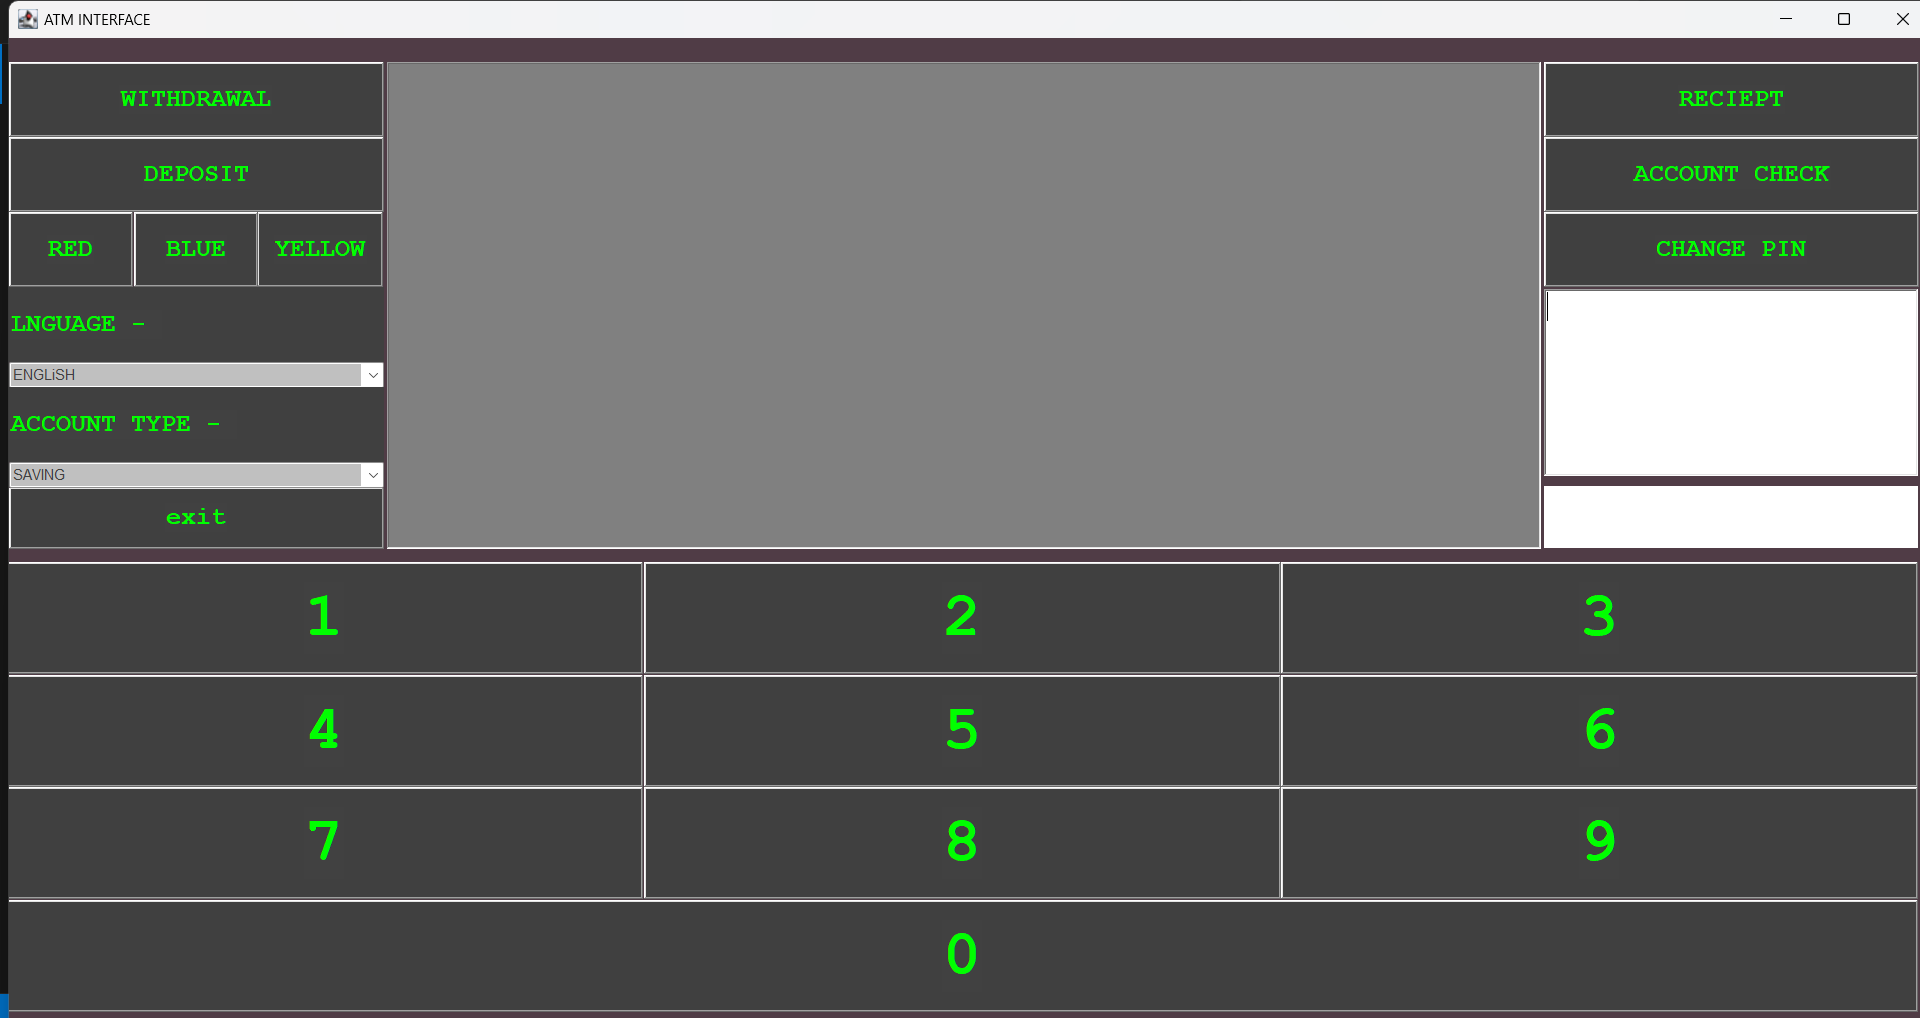 ATM INTERFACE
WITHDRAWAL
DEPOSIT
RED BLUE YELLOW
LNGUAGE -
ENGLiSH
ACCOUNT TYPE -
SAVING
exit
RECIEPT
ACCOUNT CHECK
CHANGE PIN
1 2 3
4 5 6
7 8 9
0